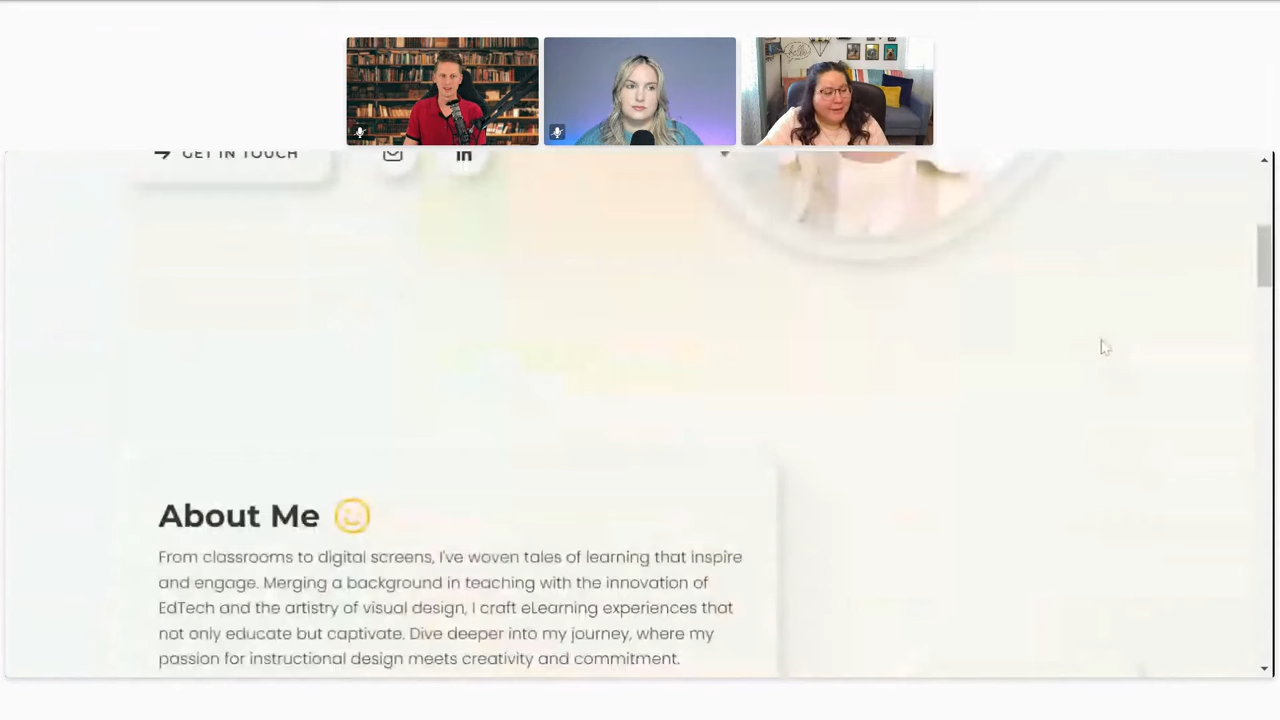 GET IN TOUCH
in
About Me
From classrooms to digital screens, I've woven tales of learning that inspire
and engage. Merging a background in teaching with the innovation of
EdTech and the artistry of visual design, I craft eLearning experiences that
not only educate but captivate. Dive deeper into my journey, where my
passion for instructional design meets creativity and commitment.